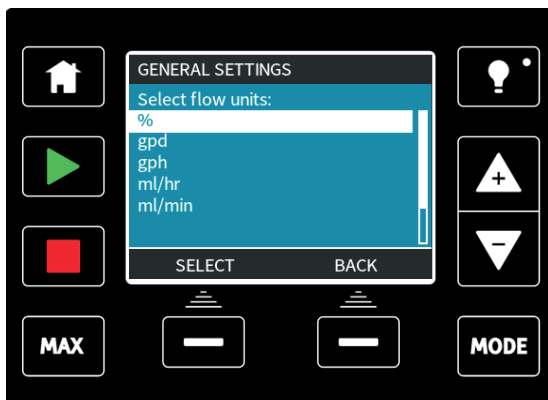 GENERAL SETTINGS
Select flow units:
%
gpd
gph
ml/hr
ml/min
SELECT BACK
+
−
MAX
MODE